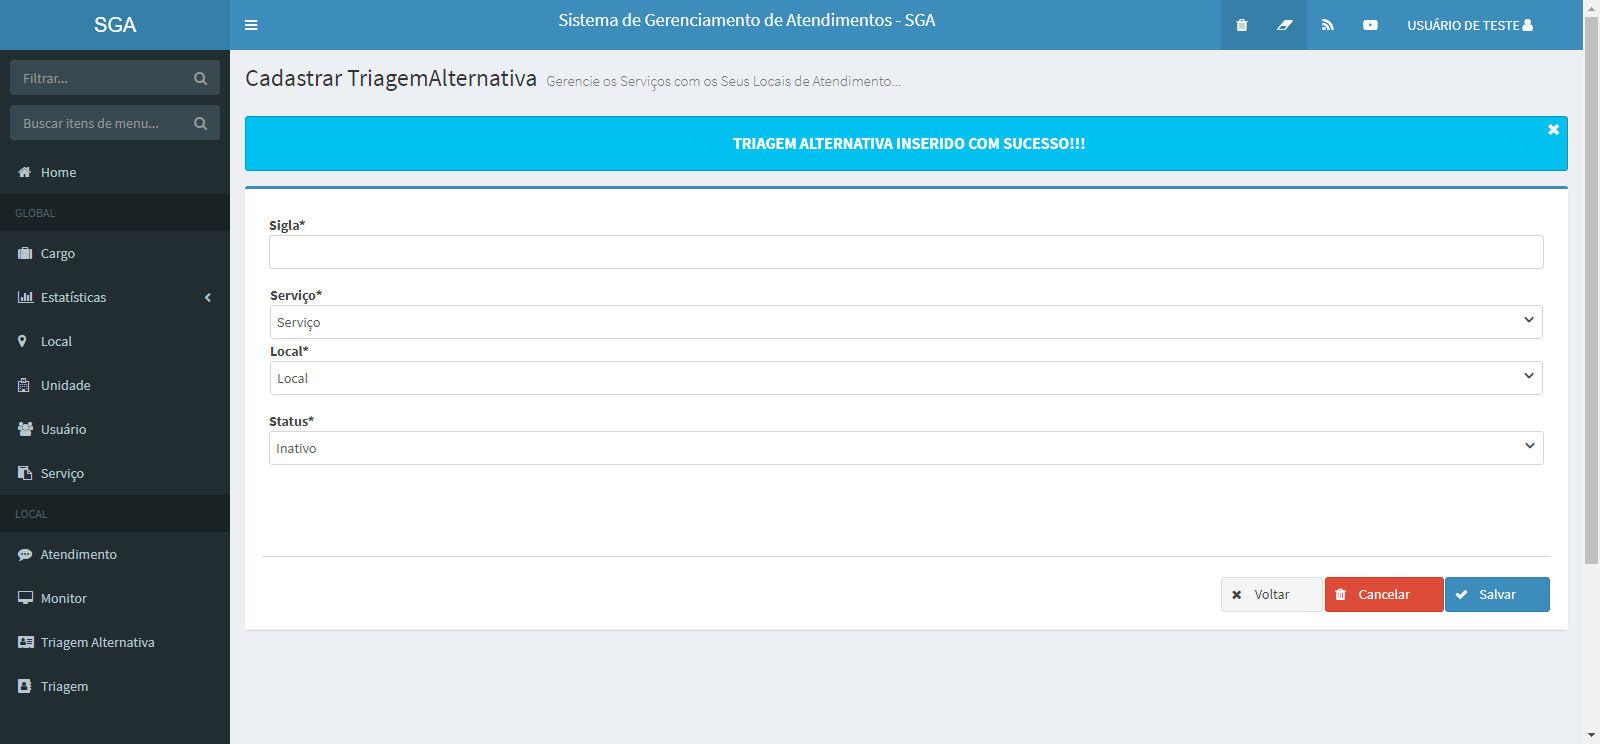 SGA
Sistema de Gerenciamento de Atendimentos - SGA
USUÁRIO DE TESTE
Filtrar...
Buscar itens de menu...
Home
GLOBAL
Cargo
Estatísticas
Local
Unidade
Usuário
Serviço
LOCAL
Atendimento
Monitor
Triagem Alternativa
Triagem
Cadastrar TriagemAlternativa Gerencie os Serviços com os Seus Locais de Atendimento...
TRIAGEM ALTERNATIVA INSERIDO COM SUCESSO!!!
Sigla*
Serviço*
Serviço
Local*
Local
Status*
Inativo
Voltar
Cancelar
Salvar